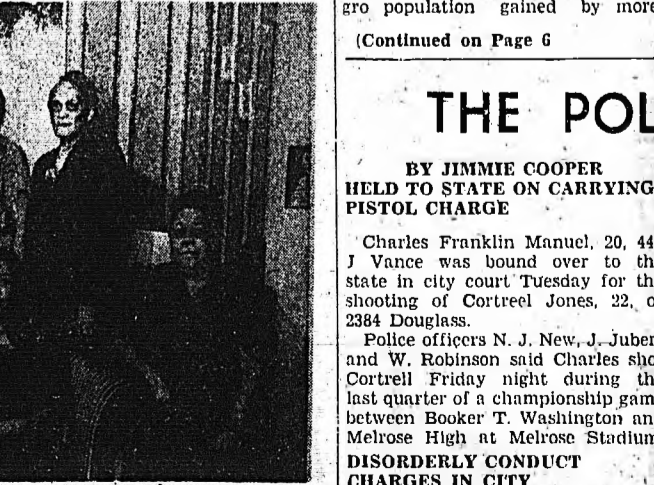 gro population gained by more
(Continued on Page 6
THE POL
BY JIMMIE COOPER
HELD TO STATE ON CARRYING
PISTOL CHARGE
Charles Franklin Manuel, 20, 44
J Vance was bound over to th
state in city court Tuesday for th
shooting of Cortreel Jones, 22, o
2384 Douglass.
Police officers N. J. New, J. Juber
and W. Robinson said Charles sho
Cortrell Friday night during th
last quarter of a championship gam
between Booker T. Washington an
Melrose High at Melrose Stadium
DISORDERLY CONDUCT
CHARGES IN CITY